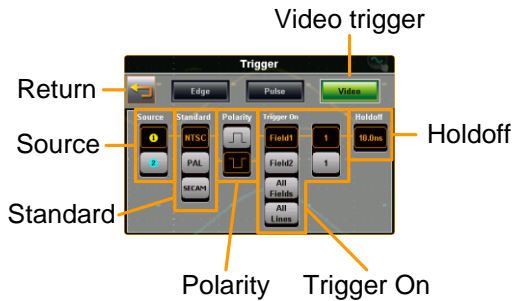 Video trigger
Trigger
Return
Edge Pulse Video
Source Standard Polarity Trigger On Holdoff
Source
1 NTSC Field1 1 10.0ns
Holdoff
2 PAL Field2 1
SECAM All Fields
All Lines
Standard
Polarity Trigger On